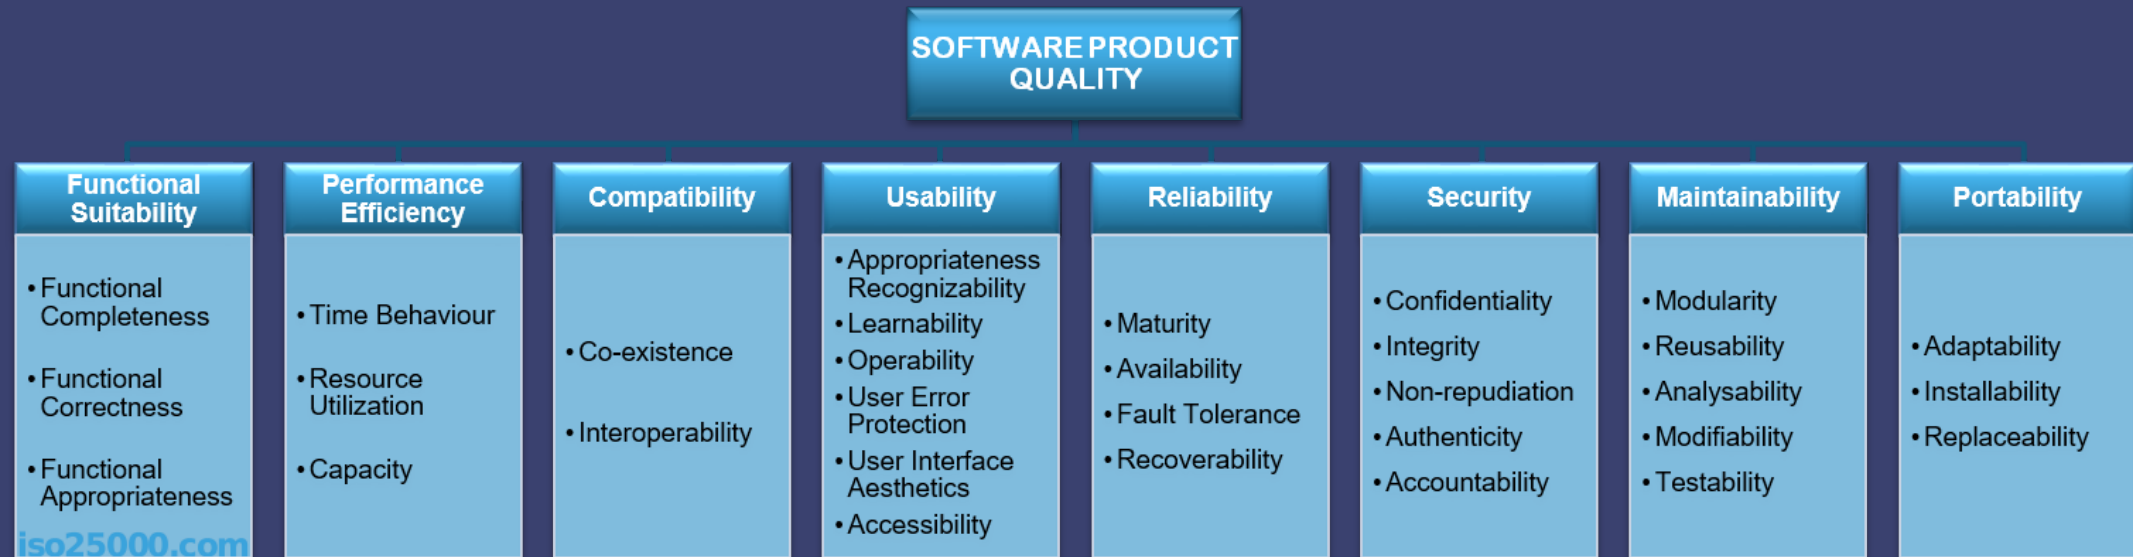 SOFTWARE PRODUCT
QUALITY
Functional
Suitability
• Functional
Completeness
• Functional
Correctness
• Functional
Appropriateness
Performance
Efficiency
• Time Behaviour
• Resource
Utilization
• Capacity
Compatibility
• Co-existence
• Interoperability
Usability
• Appropriateness
Recognizability
• Learnability
• Operability
• User Error
Protection
• User Interface
Aesthetics
• Accessibility
Reliability
• Maturity
• Availability
• Fault Tolerance
• Recoverability
Security
• Confidentiality
• Integrity
• Non-repudiation
• Authenticity
• Accountability
Maintainability
• Modularity
• Reusability
• Analysability
• Modifiability
• Testability
Portability
• Adaptability
• Installability
• Replaceability
iso25000.com